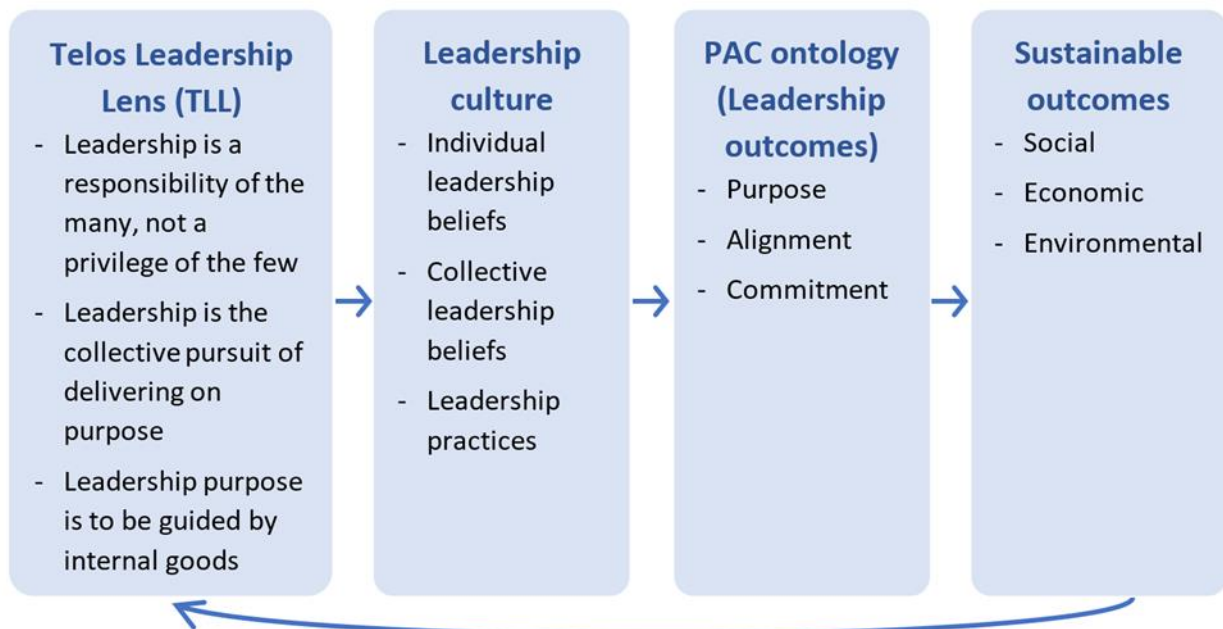 Telos Leadership
Lens (TLL)
- Leadership is a
responsibility of the
many, not a
privilege of the few
- Leadership is the
collective pursuit of
delivering on
purpose
- Leadership purpose
is to be guided by
internal goods
Leadership
culture
- Individual
leadership
beliefs
- Collective
leadership
beliefs
- Leadership
practices
PAC ontology
(Leadership
outcomes)
- Purpose
- Alignment
- Commitment
Sustainable
outcomes
- Social
- Economic
- Environmental